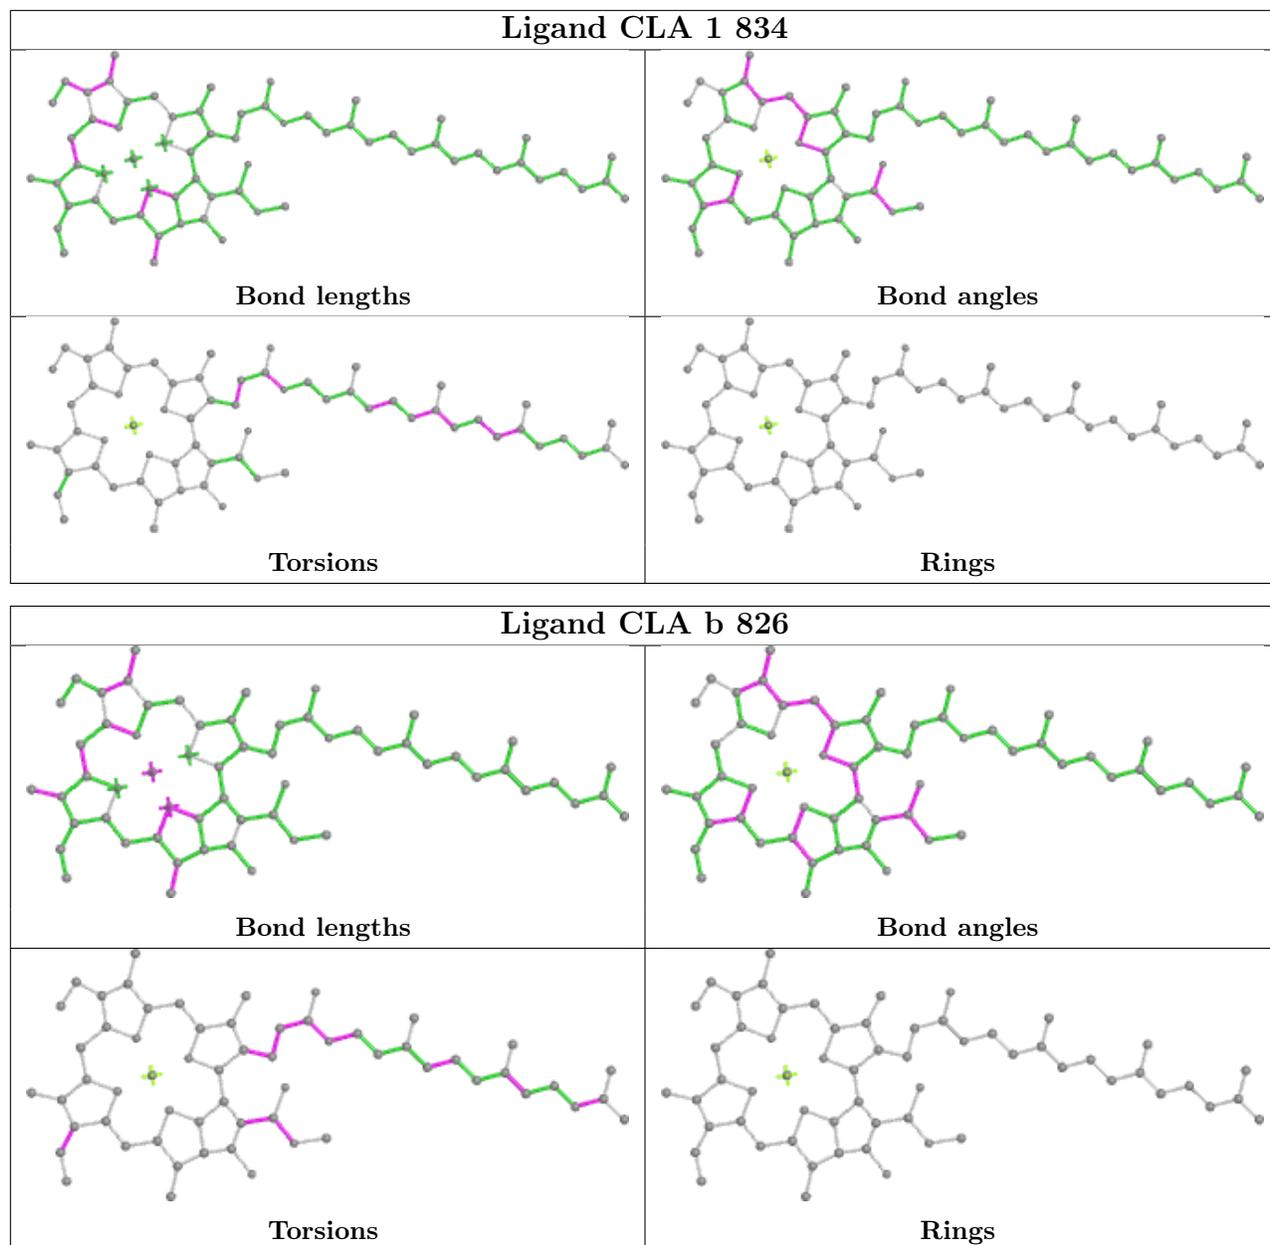 Ligand CLA 1 834
Bond lengths
Bond angles
Torsions
Rings
Ligand CLA b 826
Bond lengths
Bond angles
Torsions
Rings